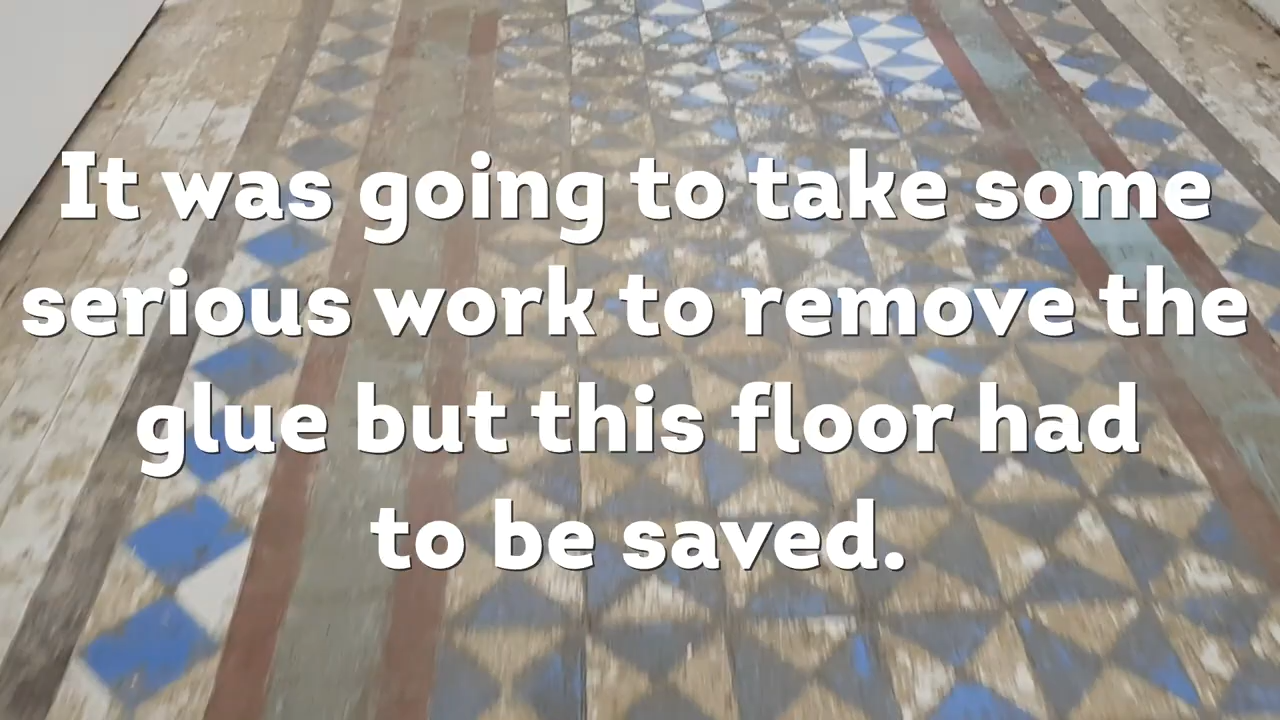 It was going to take some
serious work to remove the
glue but this floor had
to be saved.